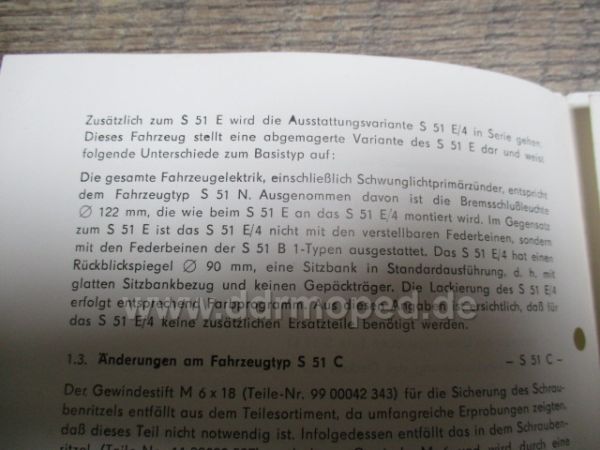 Zusätzlich zum S 51 E wird die Ausstattungsvariante S 51 E/4 in Serie gehen.
Dieses Fahrzeug stellt eine abgemagerte Variante des S 51 E dar und weist
folgende Unterschiede zum Basistyp auf:
Die gesamte Fahrzeugelektrik, einschließlich Schwunglichtprimärzünder, entspricht
dem Fahrzeugtyp S 51 N. Ausgenommen davon ist die Bremsschlußleuchte
∅ 122 mm, die wie beim S 51 E an das S 51 E/4 montiert wird. Im Gegensatz
zum S 51 E ist das S 51 E/4 nicht mit den verstellbaren Federbeinen, sondern
mit den Federbeinen der S 51 B 1-Typen ausgestattet. Das S 51 E/4 hat einen
Rückblickspiegel ∅ 90 mm, eine Sitzbank in Standardausführung, d. h. mit
glatten Sitzbankbezug und keinen Gepäckträger. Die Lackierung des S 51 E/4
erfolgt entsprechend Farbprogramm. Aus diesen Angaben ist ersichtlich, daß für
das S 51 E/4 keine zusätzlichen Ersatzteile benötigt werden.
www.ddrmoped.de
1.3. Änderungen am Fahrzeugtyp S 51 C – S 51 C –
Der Gewindestift M 6 x 18 (Teile-Nr. 99 00042 343) für die Sicherung des Schrau-
benritzels entfällt aus dem Teilesortiment, da umfangreiche Erprobungen zeigten,
daß dieses Teil nicht notwendig ist. Infolgedessen entfällt das in dem Schrauben-